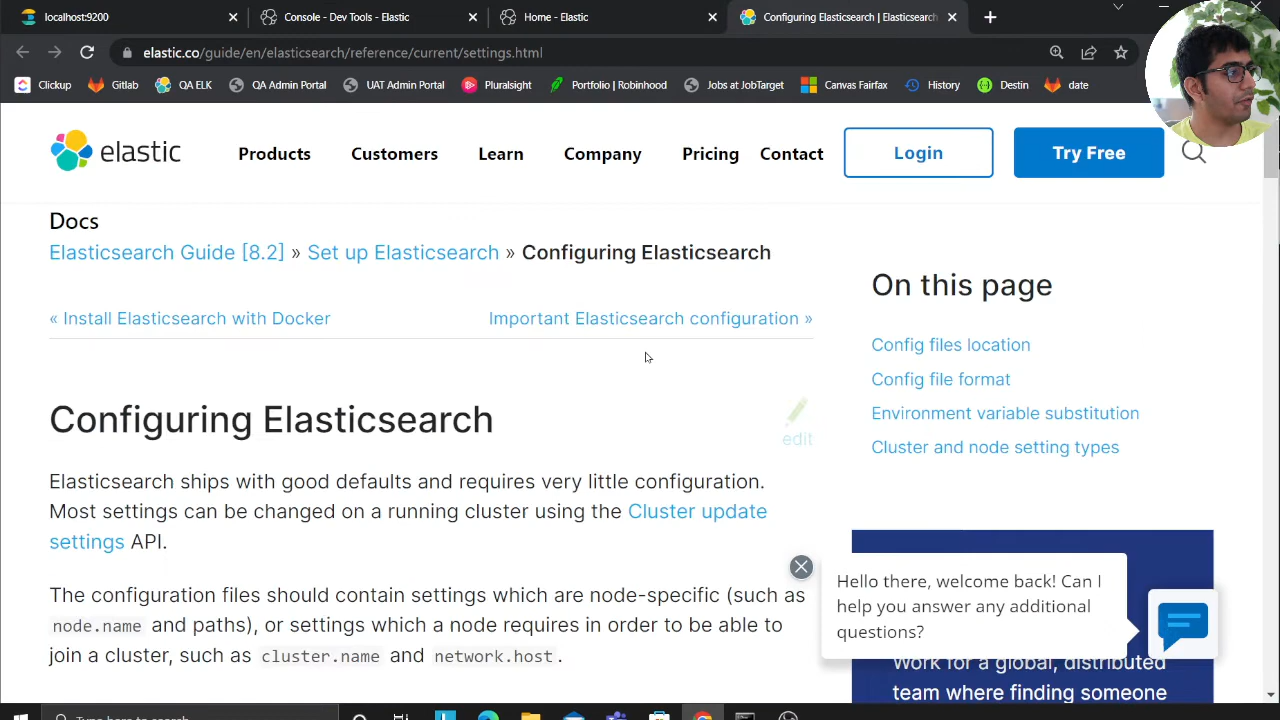 localhost:9200
Console - Dev Tools - Elastic
Home - Elastic
Configuring Elasticsearch | Elasticsearch
elastic.co/guide/en/elasticsearch/reference/current/settings.html
Clickup
Gitlab
QA ELK
QA Admin Portal
UAT Admin Portal
Pluralsight
Portfolio | Robinhood
Jobs at JobTarget
Canvas Fairfax
History
Destin
date
elastic
Products
Customers
Learn
Company
Pricing
Contact
Login
Try Free
Docs
Elasticsearch Guide [8.2] » Set up Elasticsearch » Configuring Elasticsearch
« Install Elasticsearch with Docker
Important Elasticsearch configuration »
Configuring Elasticsearch
edit
Elasticsearch ships with good defaults and requires very little configuration.
Most settings can be changed on a running cluster using the Cluster update
settings API.
The configuration files should contain settings which are node-specific (such as
node.name and paths), or settings which a node requires in order to be able to
join a cluster, such as cluster.name and network.host.
On this page
Config files location
Config file format
Environment variable substitution
Cluster and node setting types
Hello there, welcome back! Can I
help you answer any additional
questions?
Work for a global, distributed
team where finding someone
Type here to search